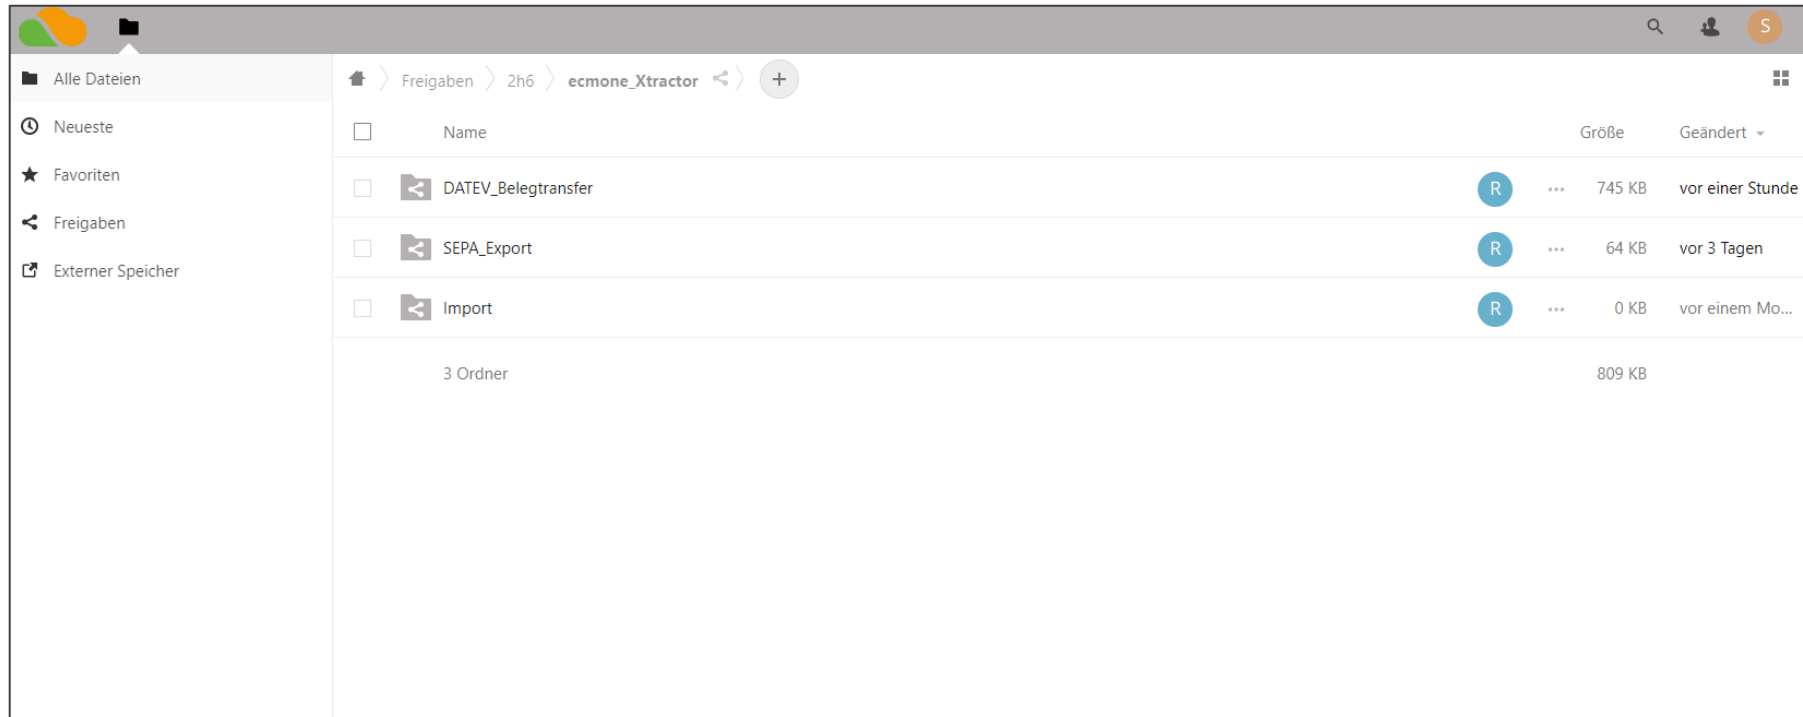 S
Alle Dateien
Freigaben 2h6 ecmone_Xtractor +
Neueste
Name Größe Geändert
Favoriten
DATEV_Belegtransfer R ... 745 KB vor einer Stunde
Freigaben
SEPA_Export R ... 64 KB vor 3 Tagen
Externer Speicher
Import R ... 0 KB vor einem Mo...
3 Ordner 809 KB